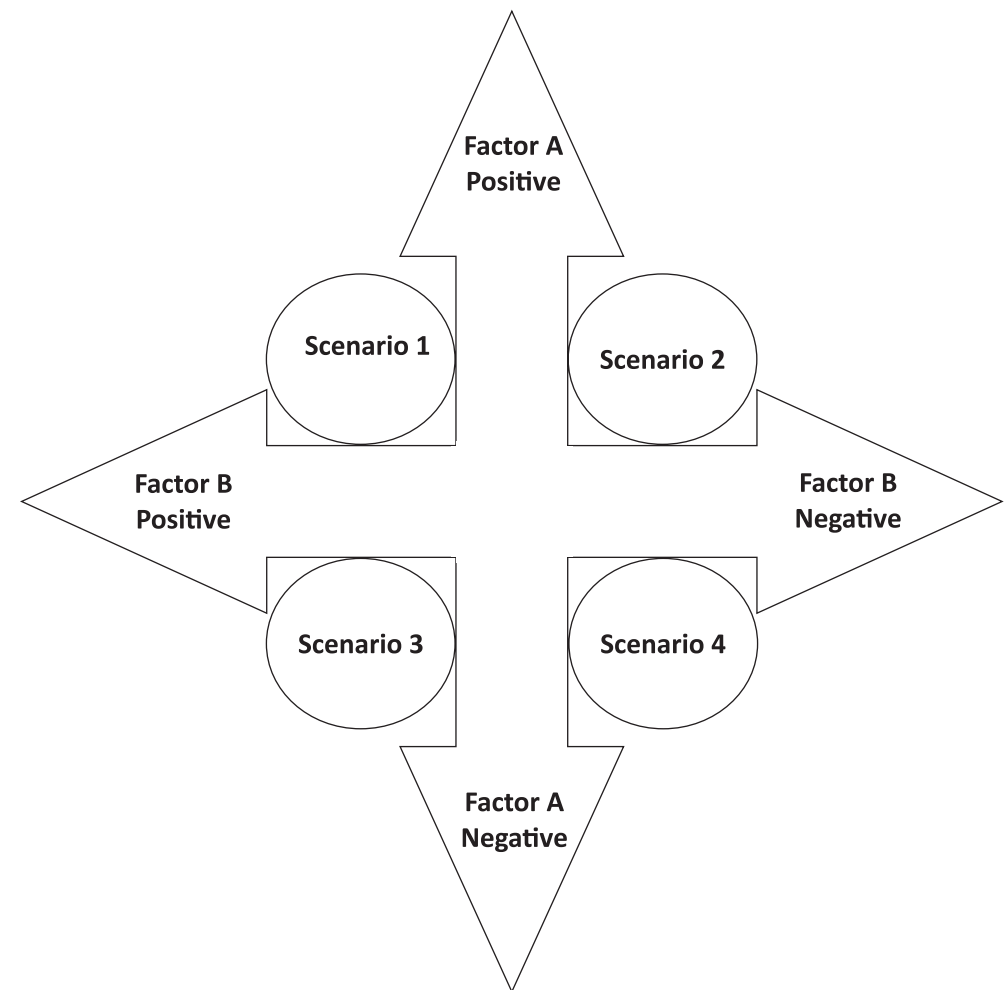 Factor A
Positive
Scenario 1
Scenario 2
Factor B
Positive
Factor B
Negative
Scenario 3
Scenario 4
Factor A
Negative